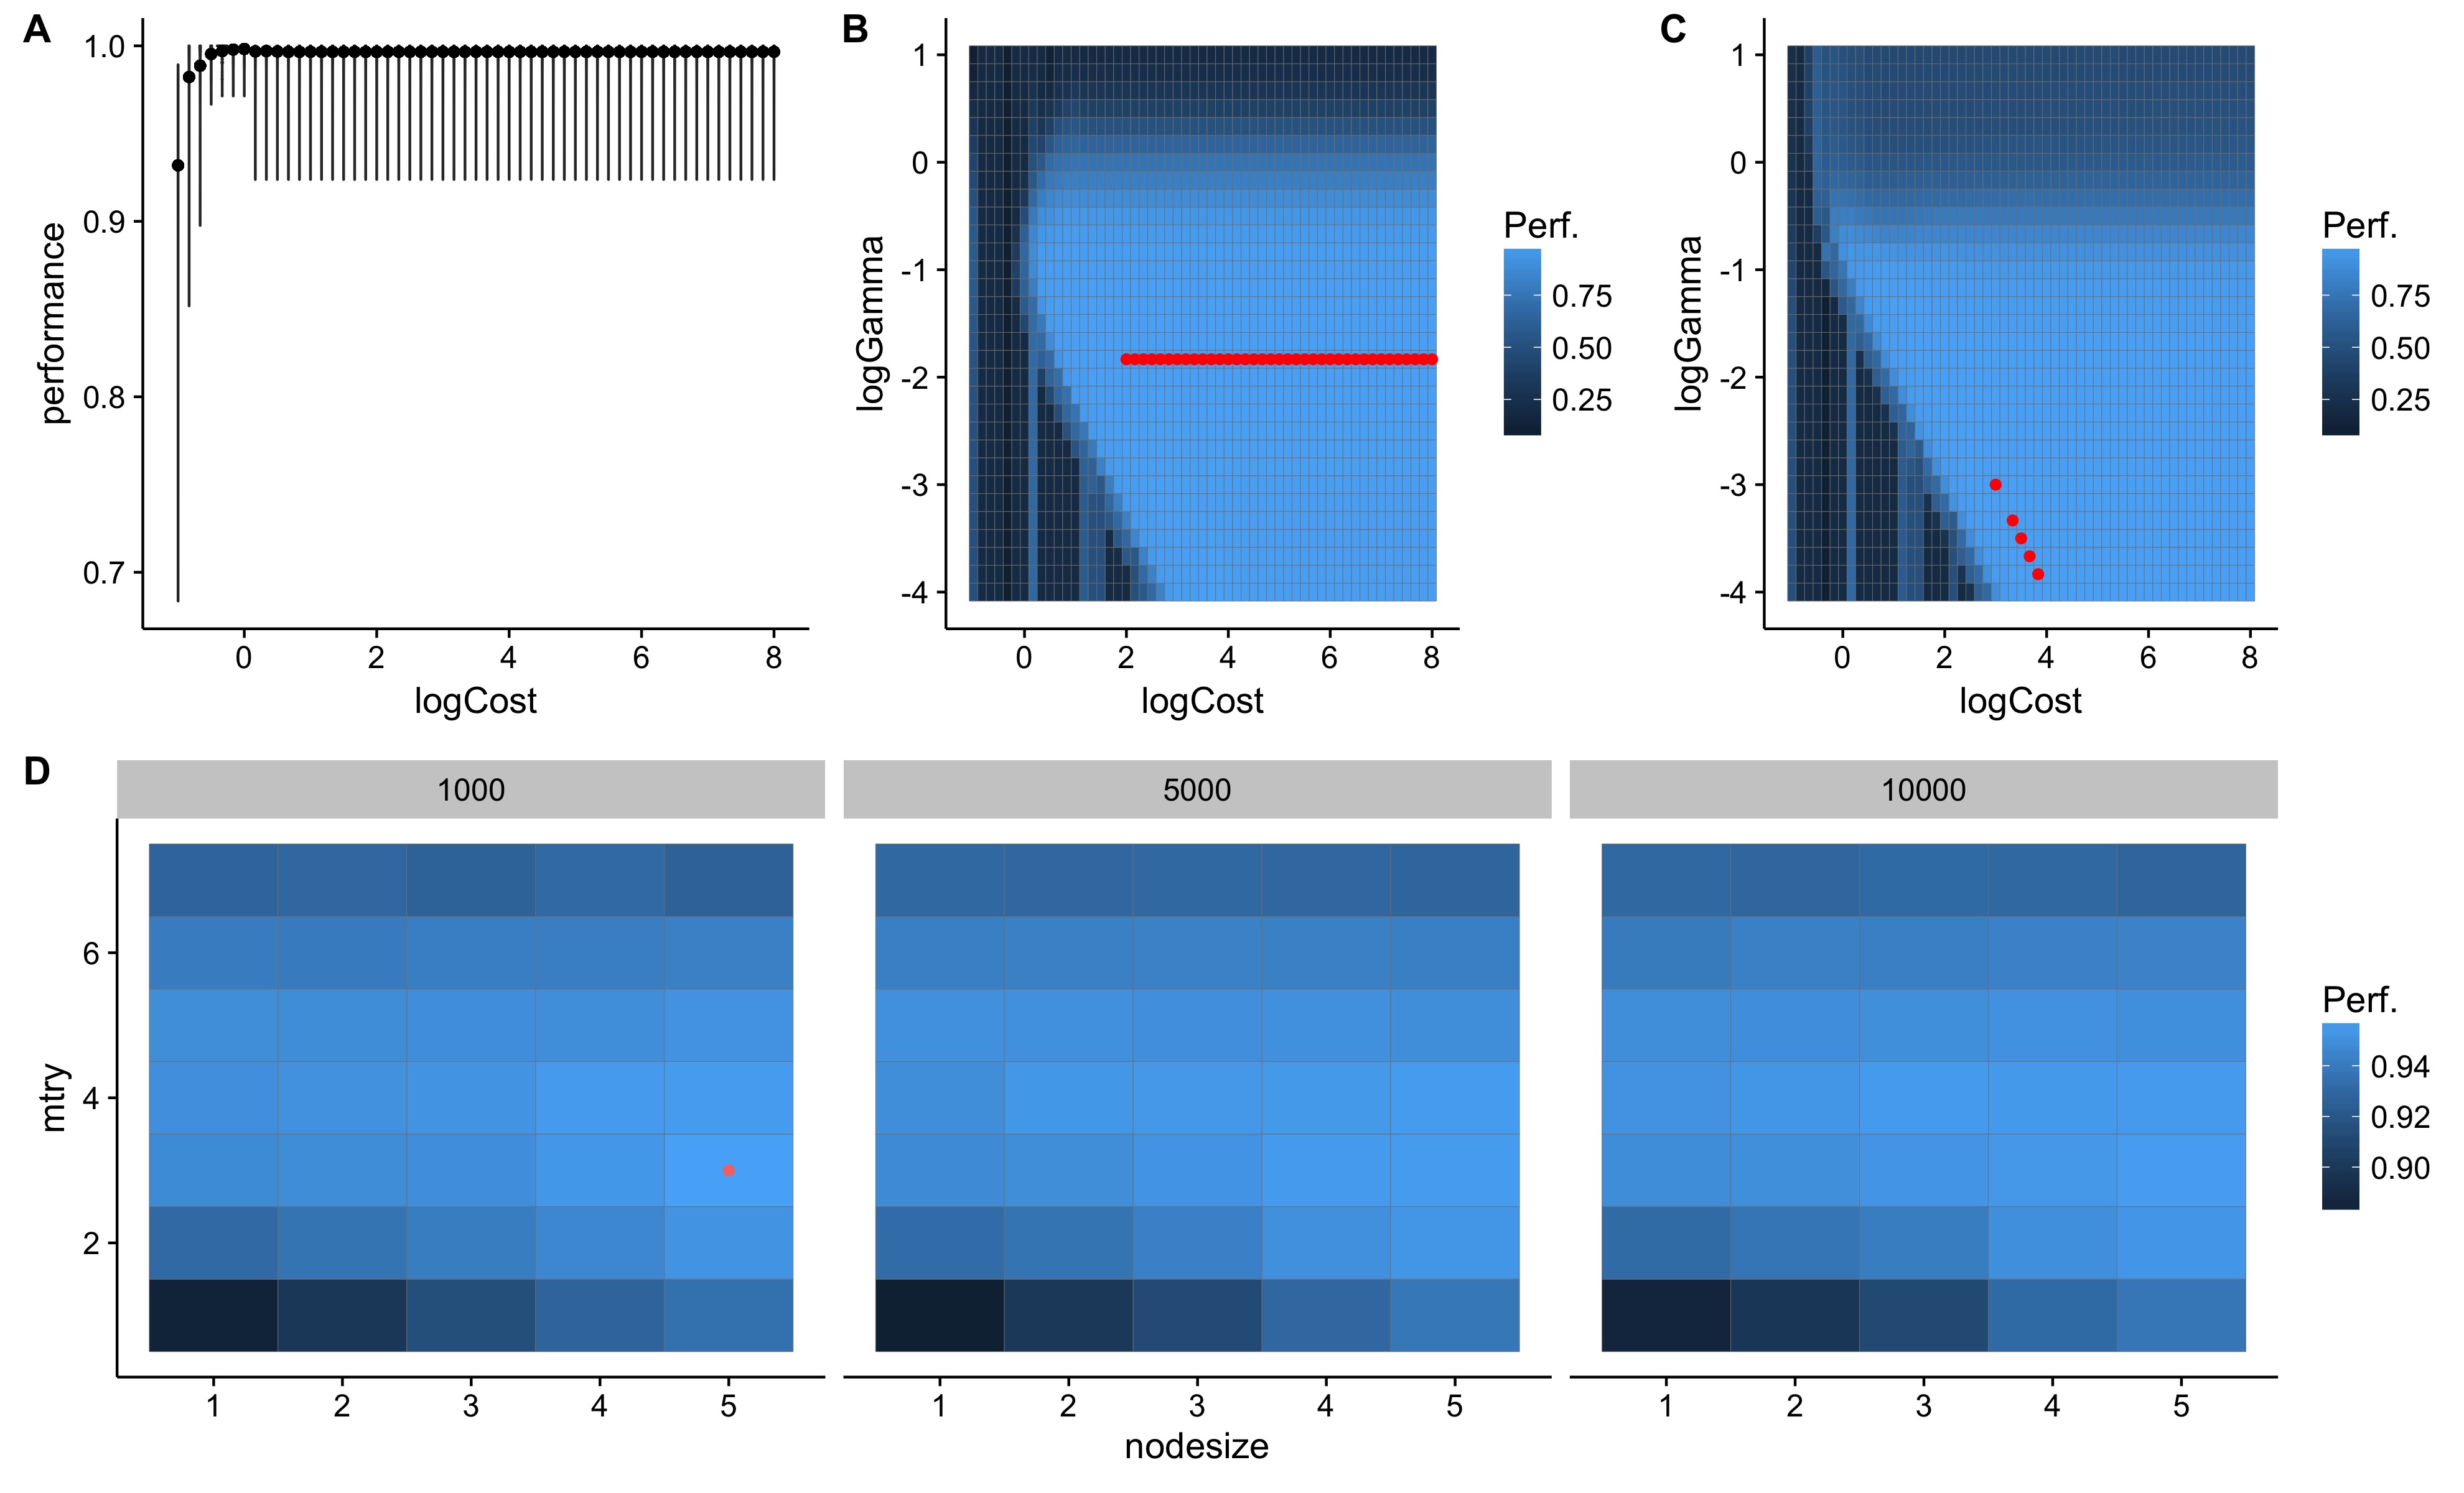 A
1.0
0.9
0.8
0.7
performance
0 2 4 6 8
logCost
B
1
0
-1
-2
-3
-4
logGamma
0 2 4 6 8
logCost
Perf.
0.75
0.50
0.25
C
1
0
-1
-2
-3
-4
logGamma
0 2 4 6 8
logCost
Perf.
0.75
0.50
0.25
D
1000 5000 10000
6
4
2
mtry
1 2 3 4 5 1 2 3 4 5 1 2 3 4 5
nodesize
Perf.
0.94
0.92
0.90